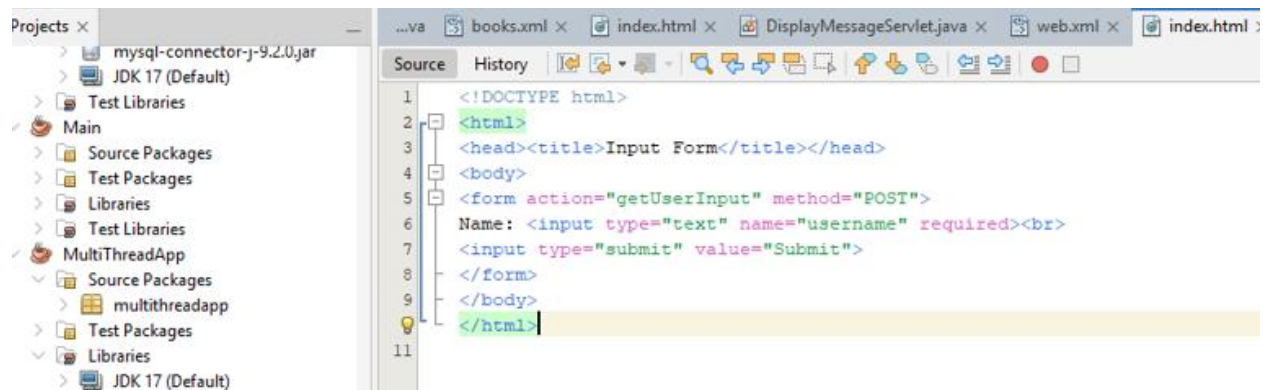 Projects ×
mysql-connector-j-9.2.0.jar
JDK 17 (Default)
Test Libraries
Main
Source Packages
Test Packages
Libraries
Test Libraries
MultiThreadApp
Source Packages
multithreadapp
Test Packages
Libraries
JDK 17 (Default)
...va books.xml × index.html × DisplayMessageServlet.java × web.xml × index.html ×
Source History
1 <!DOCTYPE html>
2 <html>
3 <head><title>Input Form</title></head>
4 <body>
5 <form action="getUserInput" method="POST">
6 Name: <input type="text" name="username" required><br>
7 <input type="submit" value="Submit">
8 </form>
9 </body>
</html>
11